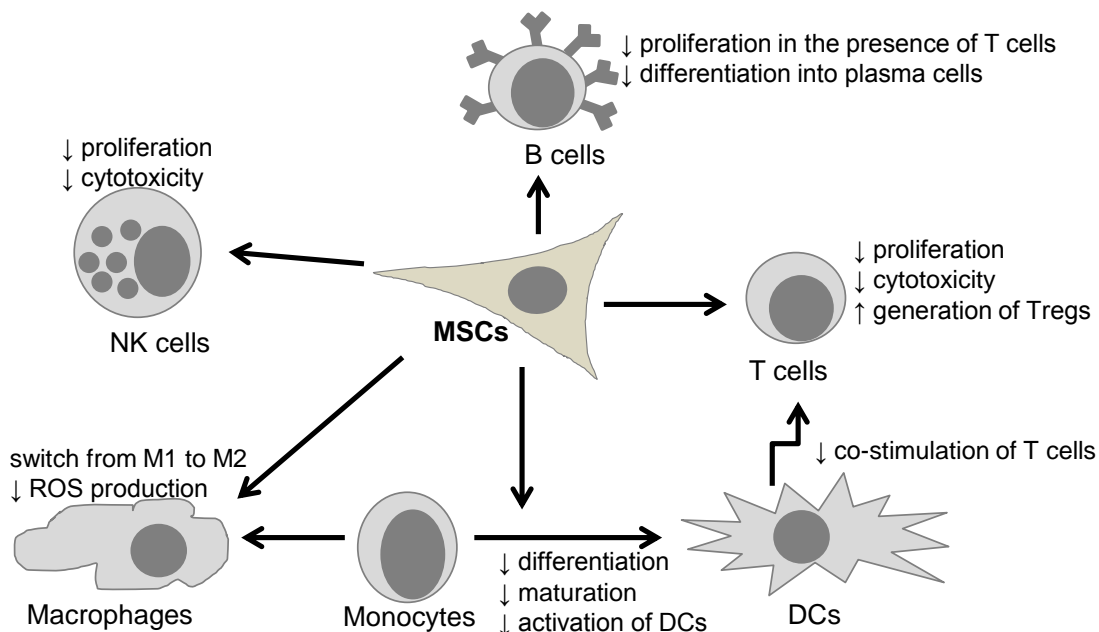 ↓ proliferation in the presence of T cells
↓ differentiation into plasma cells
B cells
↓ proliferation
↓ cytotoxicity
NK cells
MSCs
↓ proliferation
↓ cytotoxicity
↑ generation of Tregs
T cells
↓ co-stimulation of T cells
switch from M1 to M2
↓ ROS production
Macrophages
Monocytes
↓ differentiation
↓ maturation
↓ activation of DCs
DCs